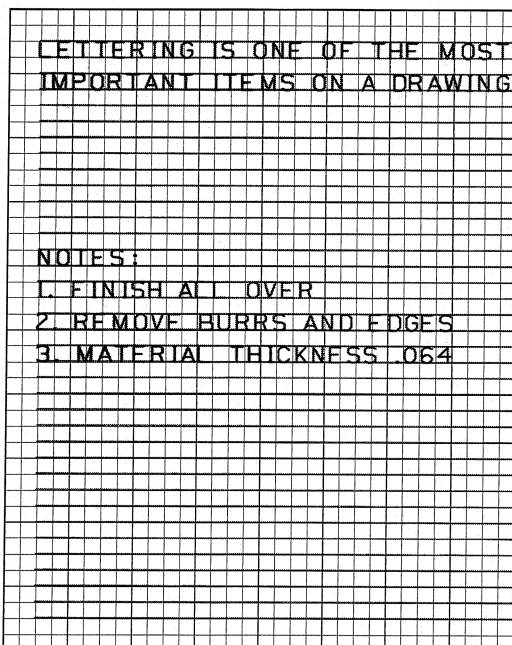 LETTERING IS ONE OF THE MOST
IMPORTANT ITEMS ON A DRAWING
NOTES:
1. FINISH ALL OVER
2. REMOVE BURRS AND EDGES
3. MATERIAL THICKNESS .064